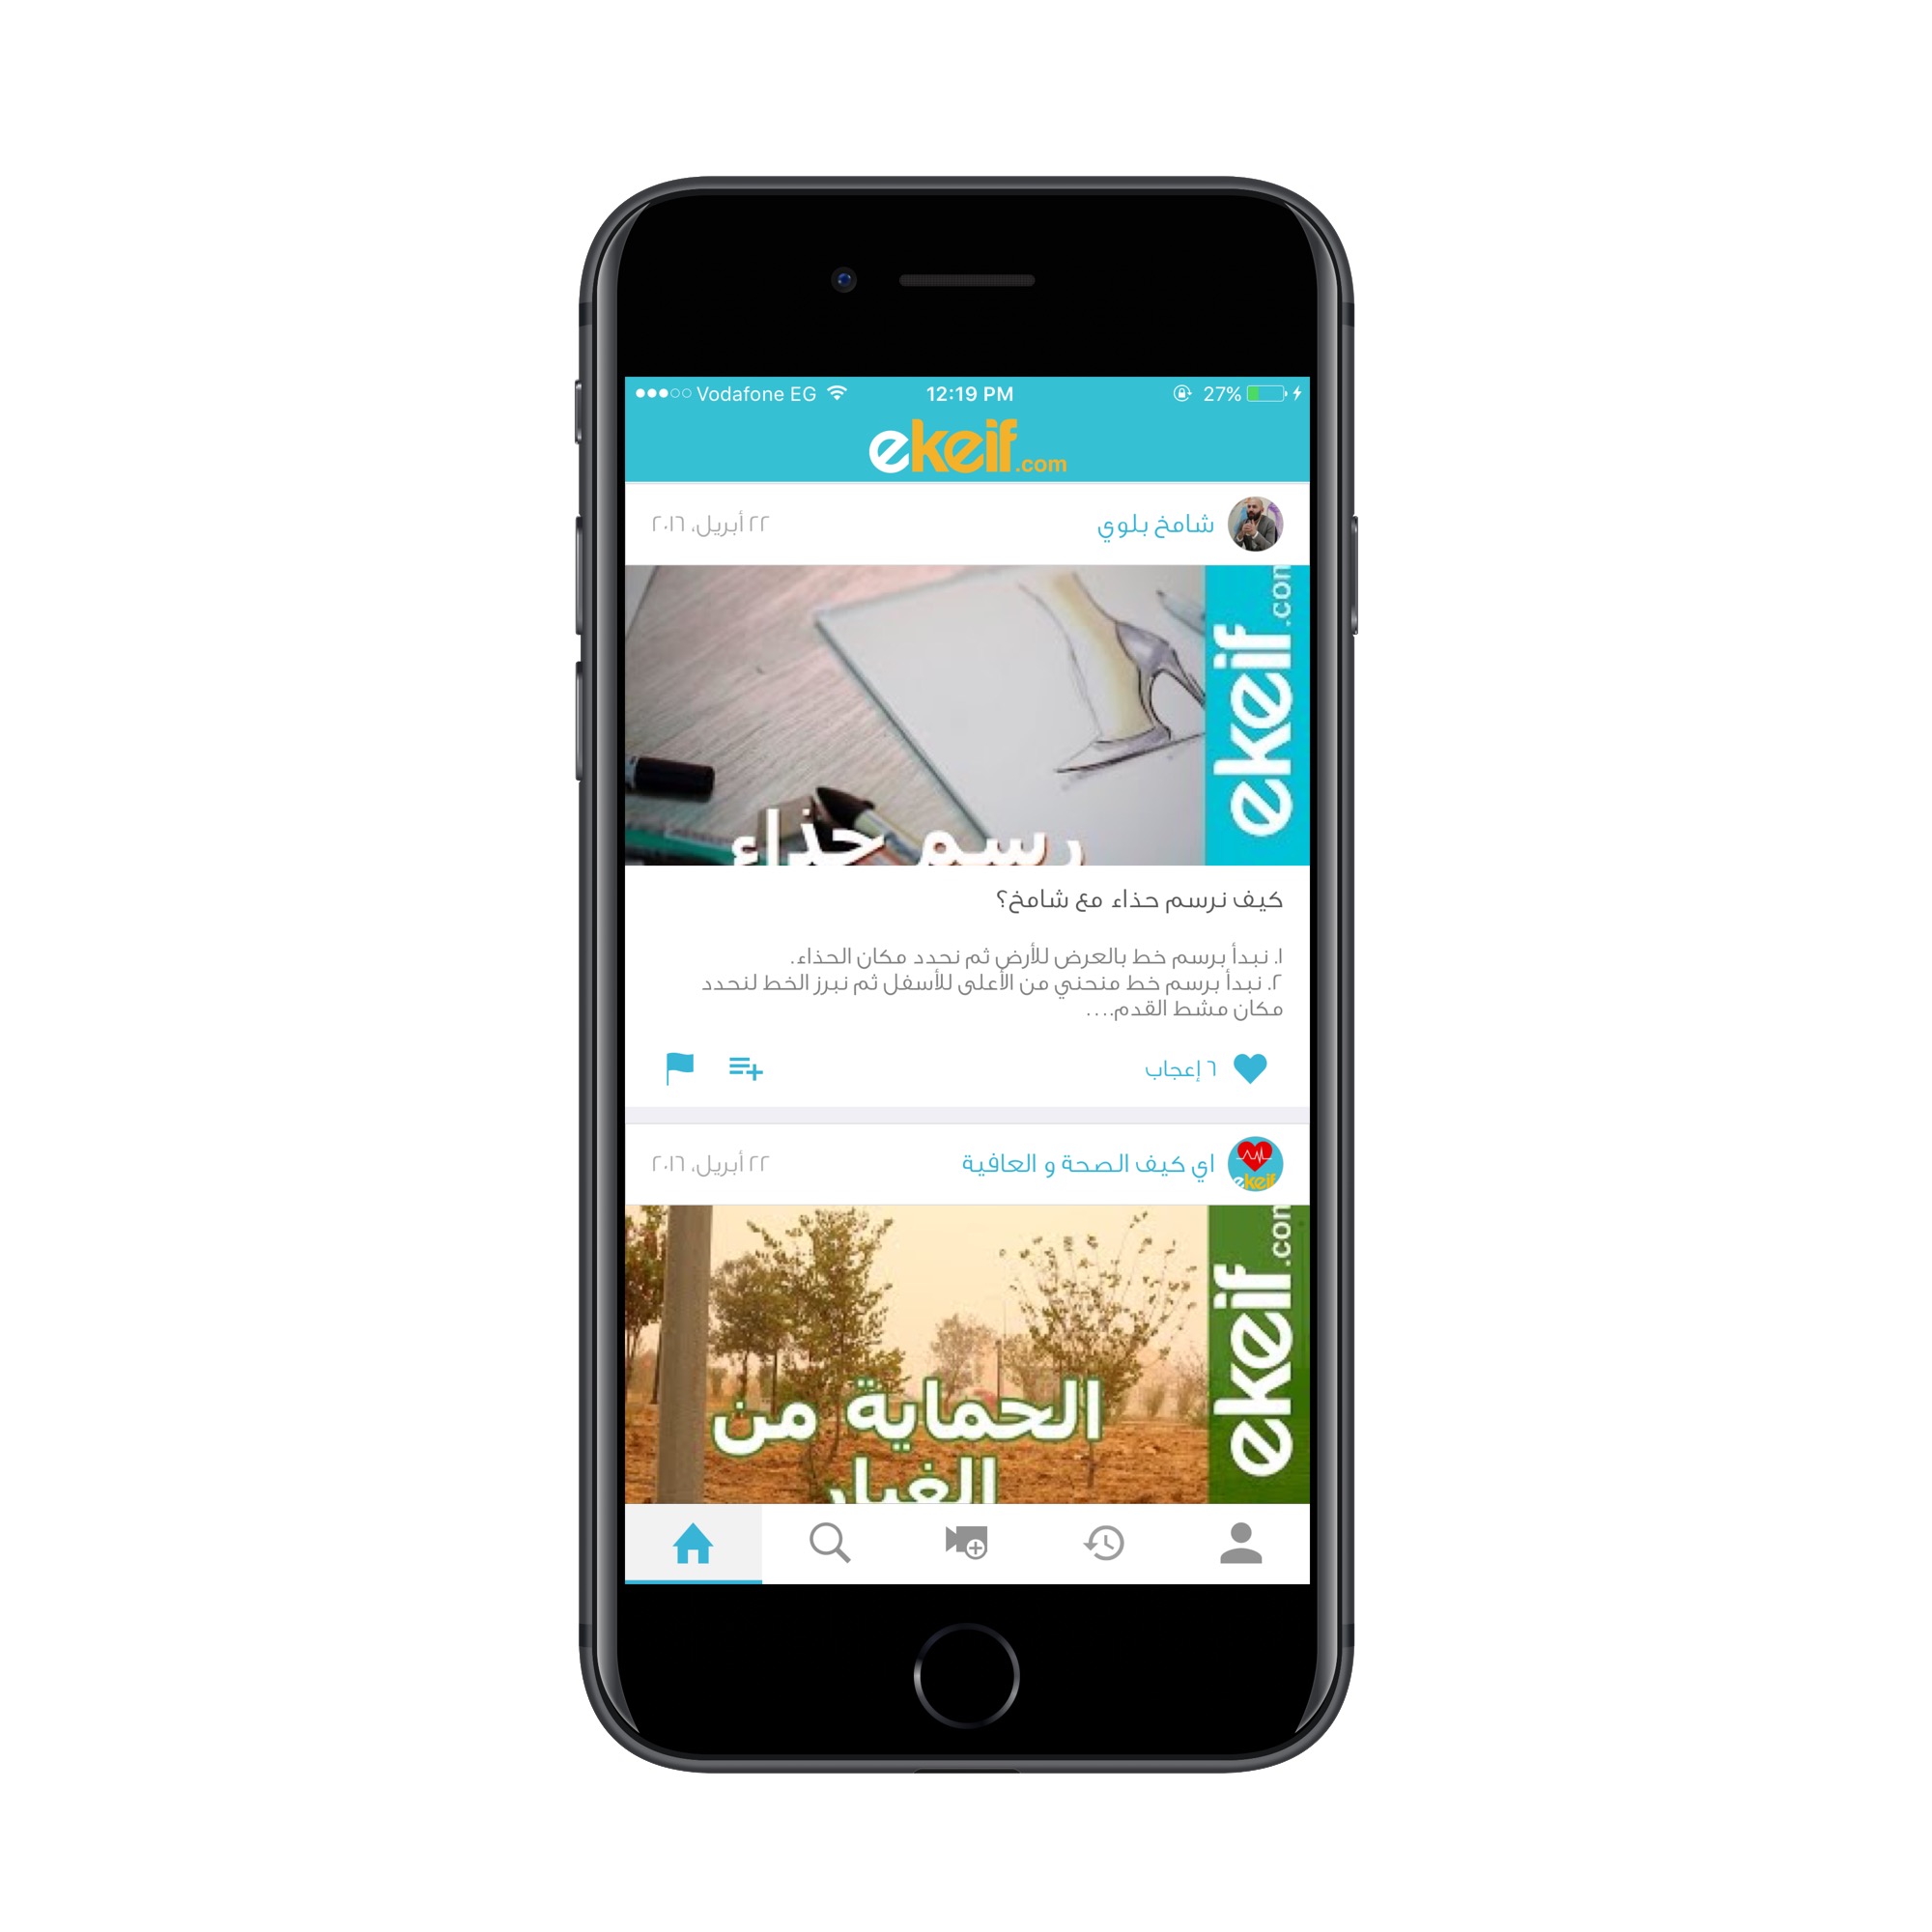 Vodafone EG 12:19 PM 27%
ekeif.com
شامخ بلوي
٢٢ أبريل، ٢٠١٦
ekeif.com
رسم حذاء
كيف نرسم حذاء مع شامخ؟
١. نبدأ برسم خط بالعرض للأرض ثم نحدد مكان الحذاء.
٢. نبدأ برسم خط منحني من الأعلى للأسفل ثم نبرز الخط لنحدد
مكان مشط القدم....
٦ إعجاب
اي كيف الصحة و العافية
٢٢ أبريل، ٢٠١٦
ekeif
ekeif.com
الحماية من
الغبار